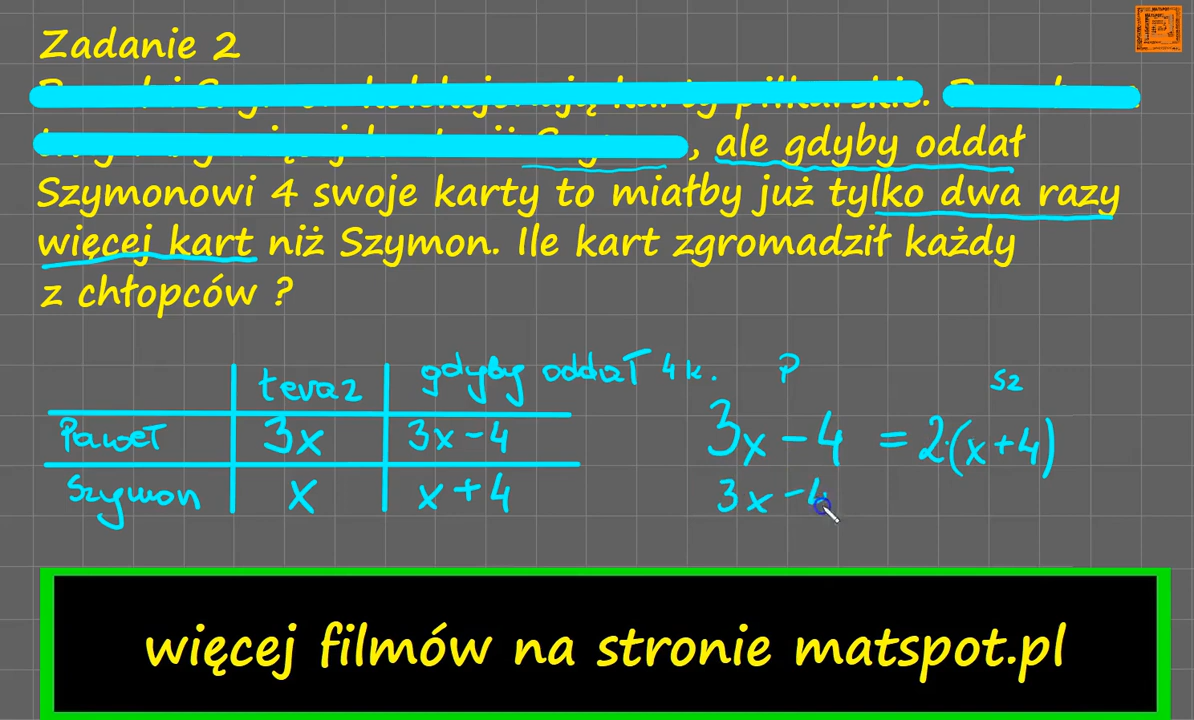 Zadanie 2
, ale gdyby oddał
Szymonowi 4 swoje karty to miałby już tylko dwa razy
więcej kart niż Szymon. Ile kart zgromadził każdy
z chłopców ?
teraz gdyby oddał 4 k. P Sz
Paweł 3x 3x-4 3x-4 = 2·(x+4)
Szymon x x+4 3x-4
więcej filmów na stronie matspot.pl